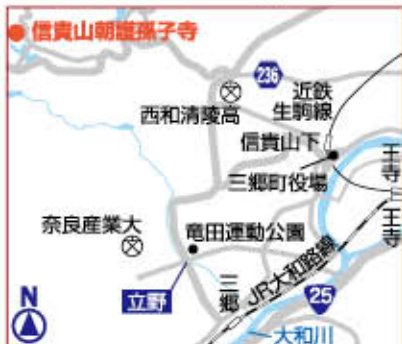 信貴山朝護孫子寺
236
近鉄
生駒線
西和清陵高
信貴山下
三郷町役場
王寺
王寺
奈良産業大
竜田運動公園
立野
三郷
JR大和路線
25
N
大和川